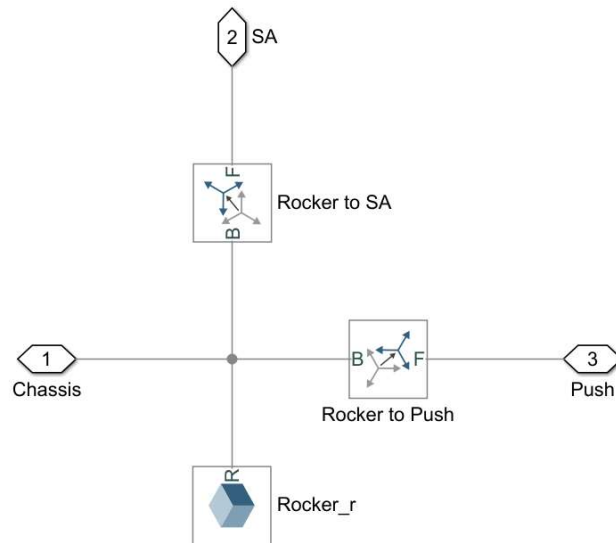 2 SA
F
Rocker to SA
B
1
Chassis
B F
Rocker to Push
3
Push
R
Rocker_r